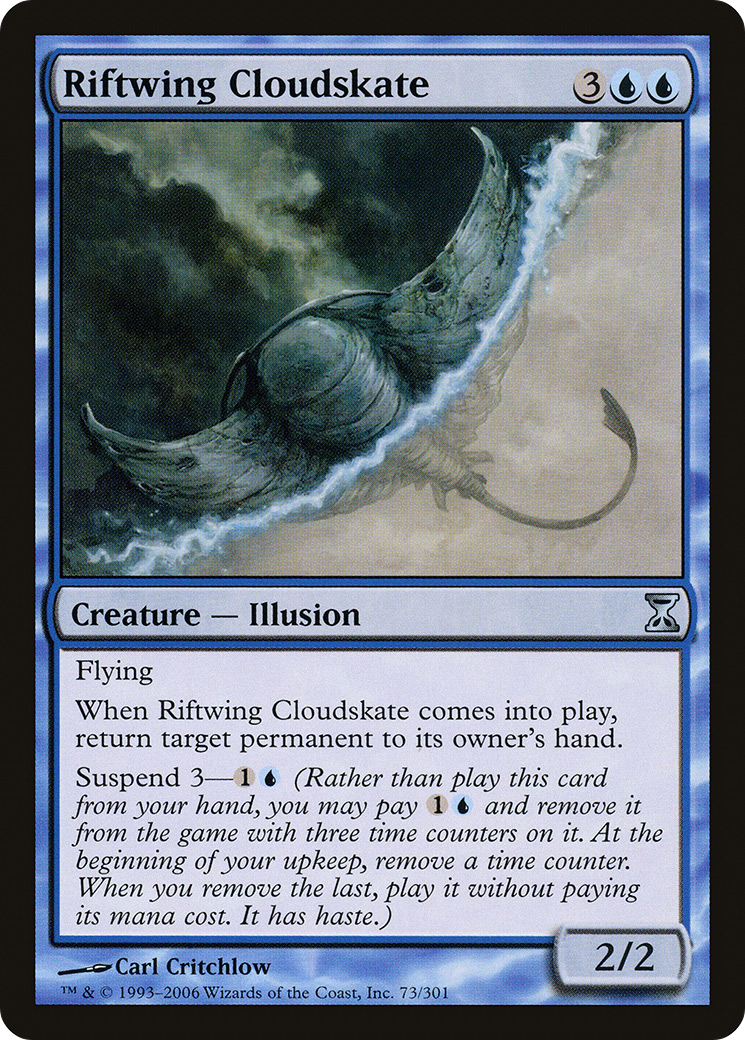 Riftwing Cloudskate 3
Creature — Illusion
Flying
When Riftwing Cloudskate comes into play,
return target permanent to its owner's hand.
Suspend 3—1 (Rather than play this card
from your hand, you may pay 1 and remove it
from the game with three time counters on it. At the
beginning of your upkeep, remove a time counter.
When you remove the last, play it without paying
its mana cost. It has haste.)
2/2
Carl Critchlow
™ & © 1993–2006 Wizards of the Coast, Inc. 73/301